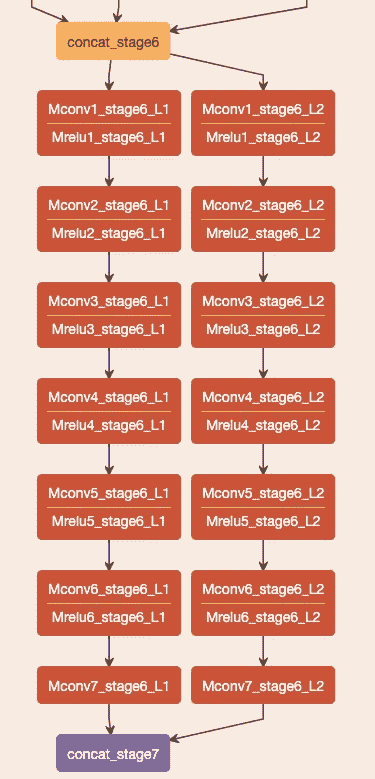 concat_stage6
Mconv1_stage6_L1
Mrelu1_stage6_L1
Mconv1_stage6_L2
Mrelu1_stage6_L2
Mconv2_stage6_L1
Mrelu2_stage6_L1
Mconv2_stage6_L2
Mrelu2_stage6_L2
Mconv3_stage6_L1
Mrelu3_stage6_L1
Mconv3_stage6_L2
Mrelu3_stage6_L2
Mconv4_stage6_L1
Mrelu4_stage6_L1
Mconv4_stage6_L2
Mrelu4_stage6_L2
Mconv5_stage6_L1
Mrelu5_stage6_L1
Mconv5_stage6_L2
Mrelu5_stage6_L2
Mconv6_stage6_L1
Mrelu6_stage6_L1
Mconv6_stage6_L2
Mrelu6_stage6_L2
Mconv7_stage6_L1
Mconv7_stage6_L2
concat_stage7